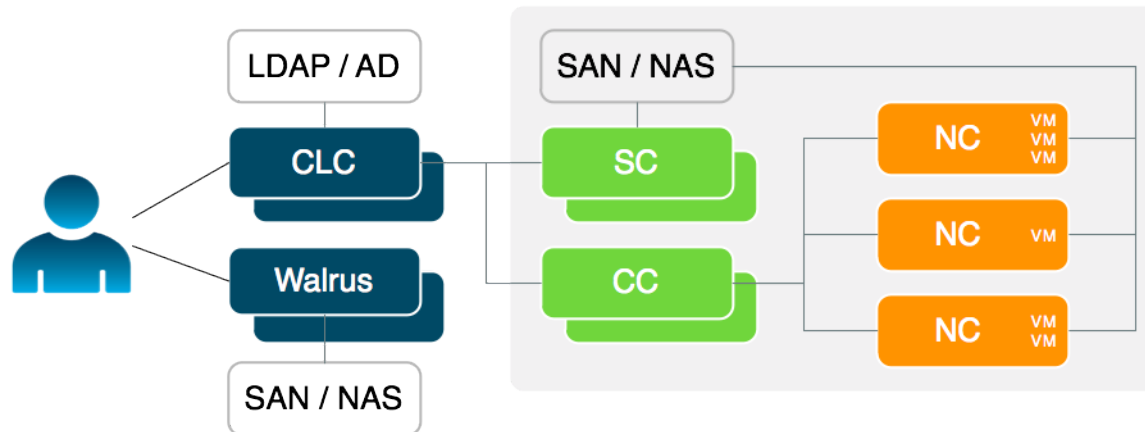 LDAP / AD
SAN / NAS
CLC
SC
NC
VM
VM
VM
NC
VM
Walrus
CC
NC
VM
VM
SAN / NAS